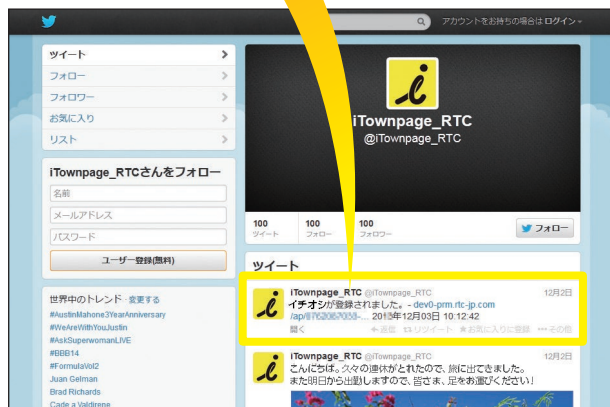 アカウントをお持ちの場合は ログイン
ツイート
フォロー
フォロワー
お気に入り
リスト
iTownpage_RTCさんをフォロー
名前
メールアドレス
パスワード
ユーザー登録(無料)
世界中のトレンド · 変更する
#AustinMahone3YearAnniversary
#WeAreWithYouJustin
#AskSuperwomanLIVE
#BBB14
#FormulaVol2
Juan Gelman
Brad Richards
Cade a Valdirene
iTownpage_RTC
@iTownpage_RTC
100
ツイート
100
フォロー
100
フォロワー
フォロー
ツイート
iTownpage_RTC @iTownpage_RTC 12月2日
イチオシが登録されました。- dev0-prm.rtc-jp.com
/ap/ ... 年12月03日 10:12:42
開く 返信 リツイート お気に入りに登録 その他
iTownpage_RTC @iTownpage_RTC 12月2日
こんにちは。久々の連休がとれたので、旅に出てきました。
また明日から出勤しますので、皆さま、足をお運びください!